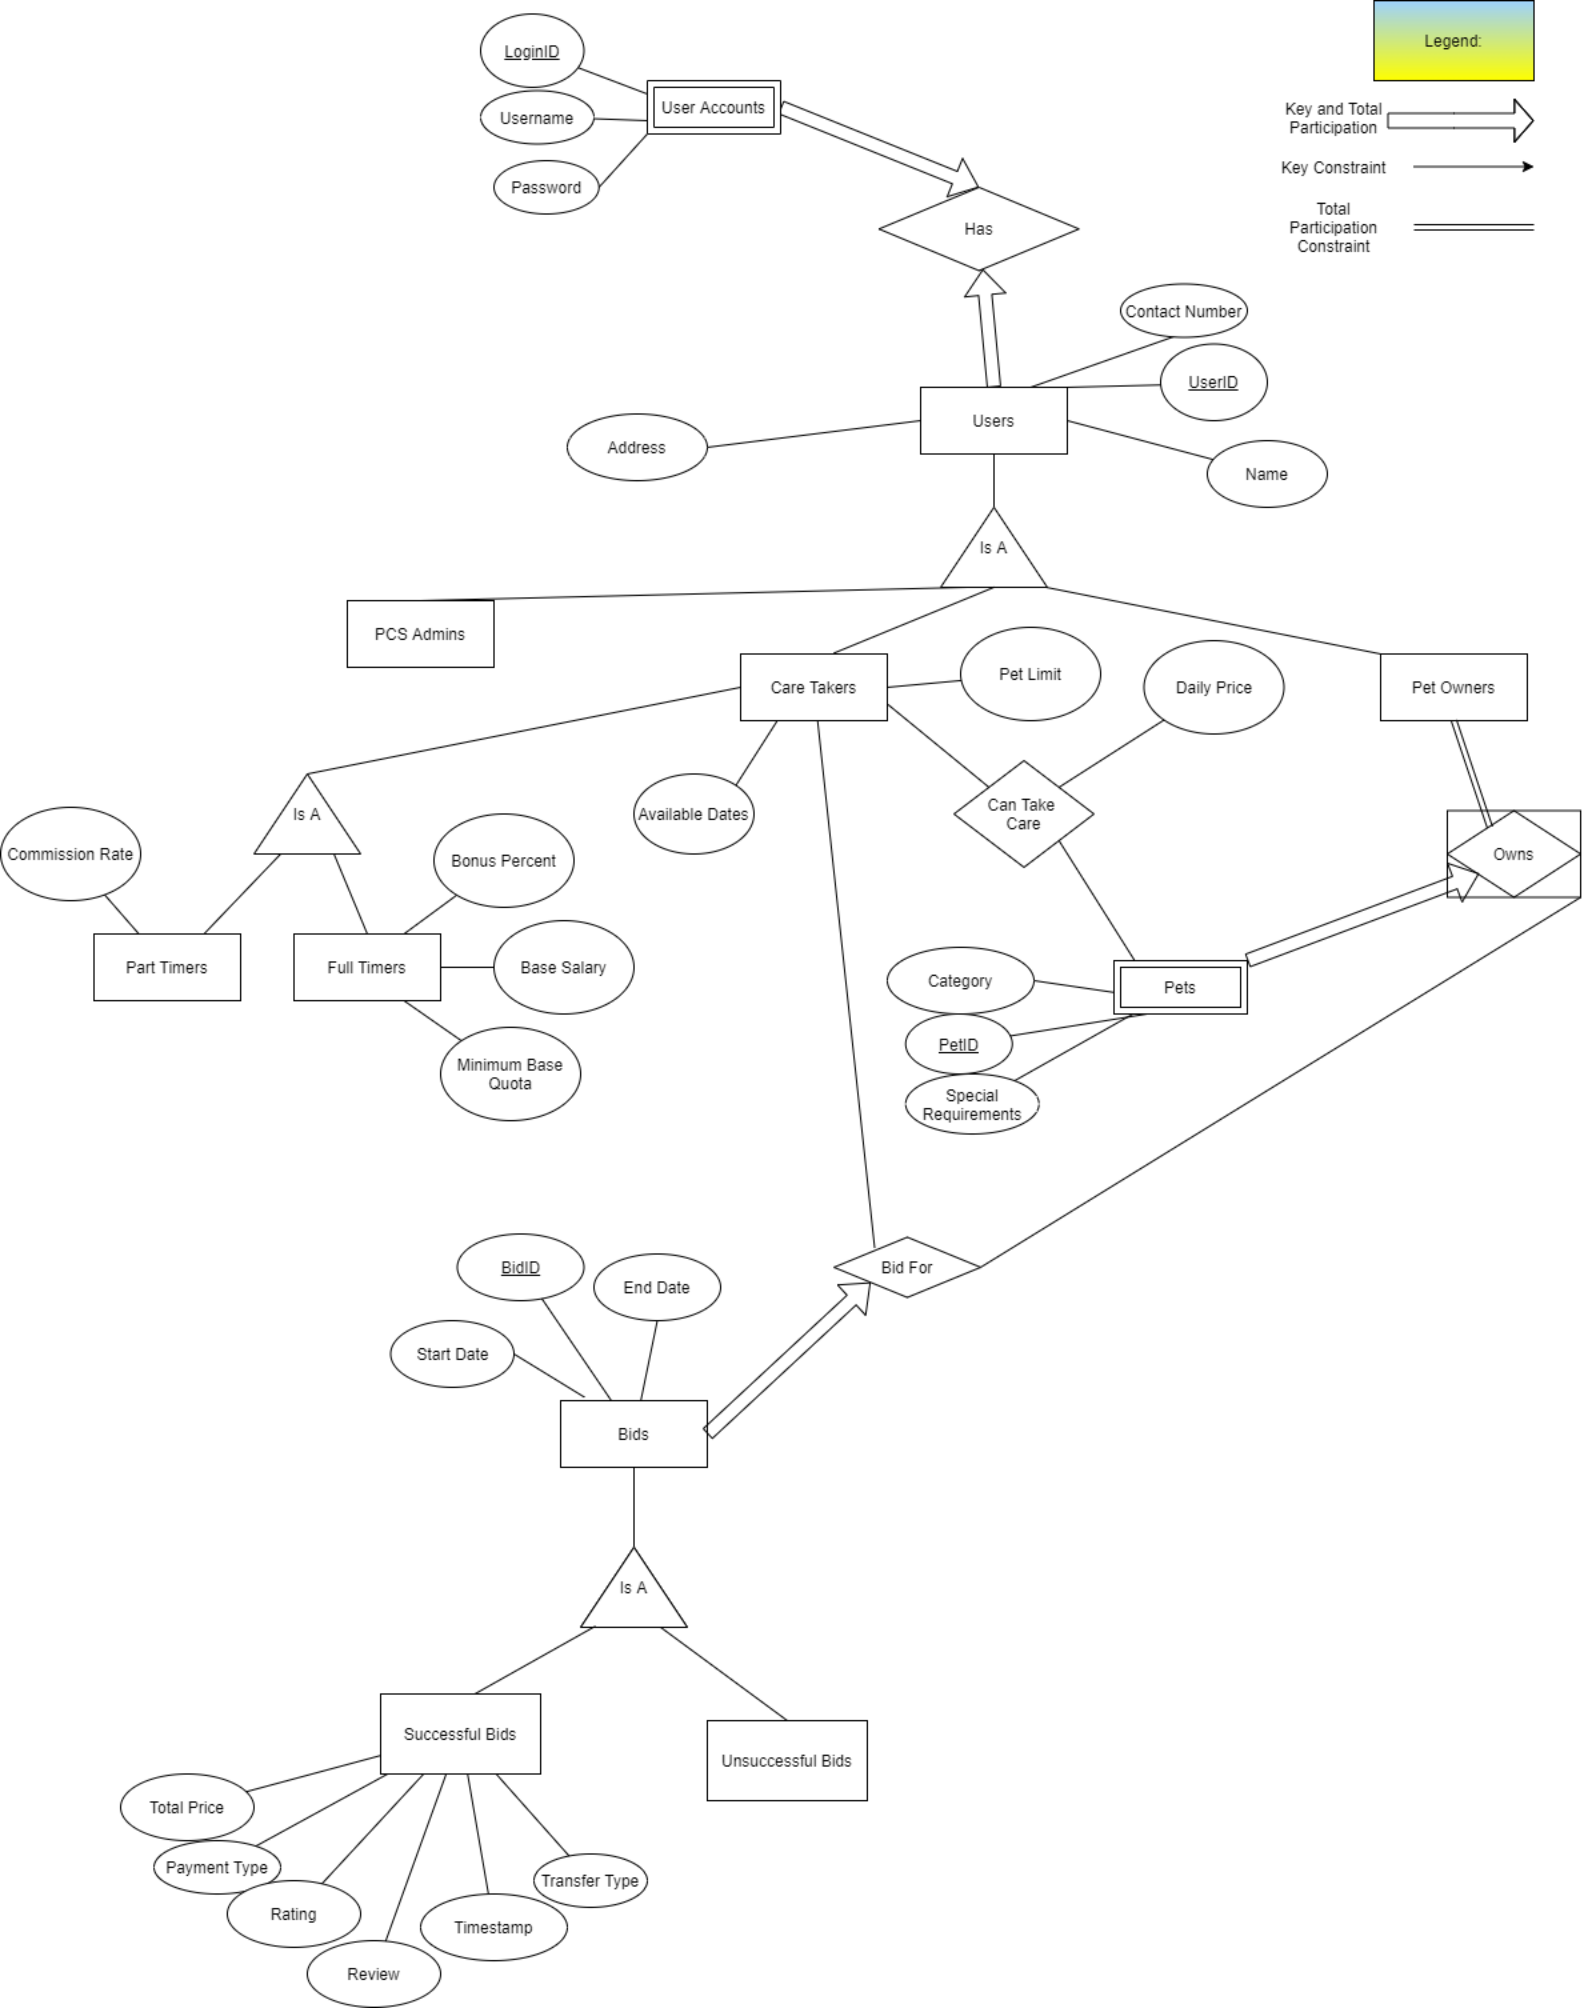 Legend:
LoginID
User Accounts
Username
Password
Key and Total
Participation
Key Constraint
Total
Participation
Constraint
Has
Contact Number
UserID
Users
Address
Name
Is A
PCS Admins
Care Takers
Pet Limit
Daily Price
Pet Owners
Is A
Available Dates
Can Take
Care
Commission Rate
Bonus Percent
Owns
Part Timers
Full Timers
Base Salary
Category
Pets
PetID
Minimum Base
Quota
Special
Requirements
BidID
End Date
Bid For
Start Date
Bids
Is A
Successful Bids
Unsuccessful Bids
Total Price
Payment Type
Transfer Type
Rating
Timestamp
Review